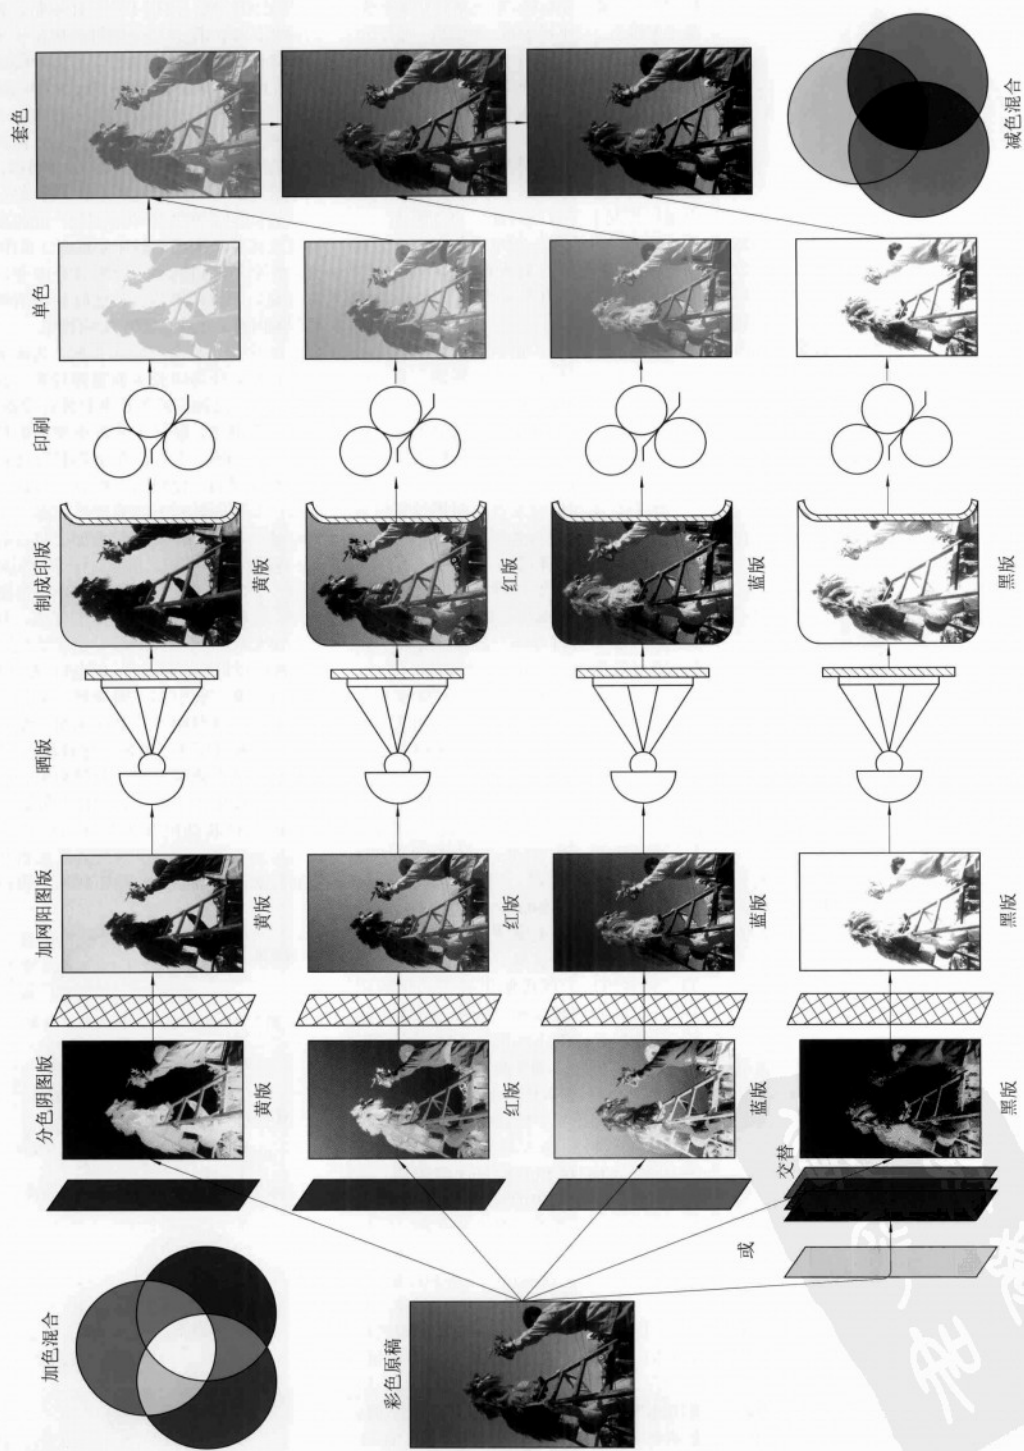 加色混合
彩色原稿
分色阴图版
加网阳图版
晒版
制成印版
印刷
单色
套色
黄版
黄版
黄版
红版
红版
红版
蓝版
蓝版
蓝版
或
交替
黑版
黑版
黑版
减色混合